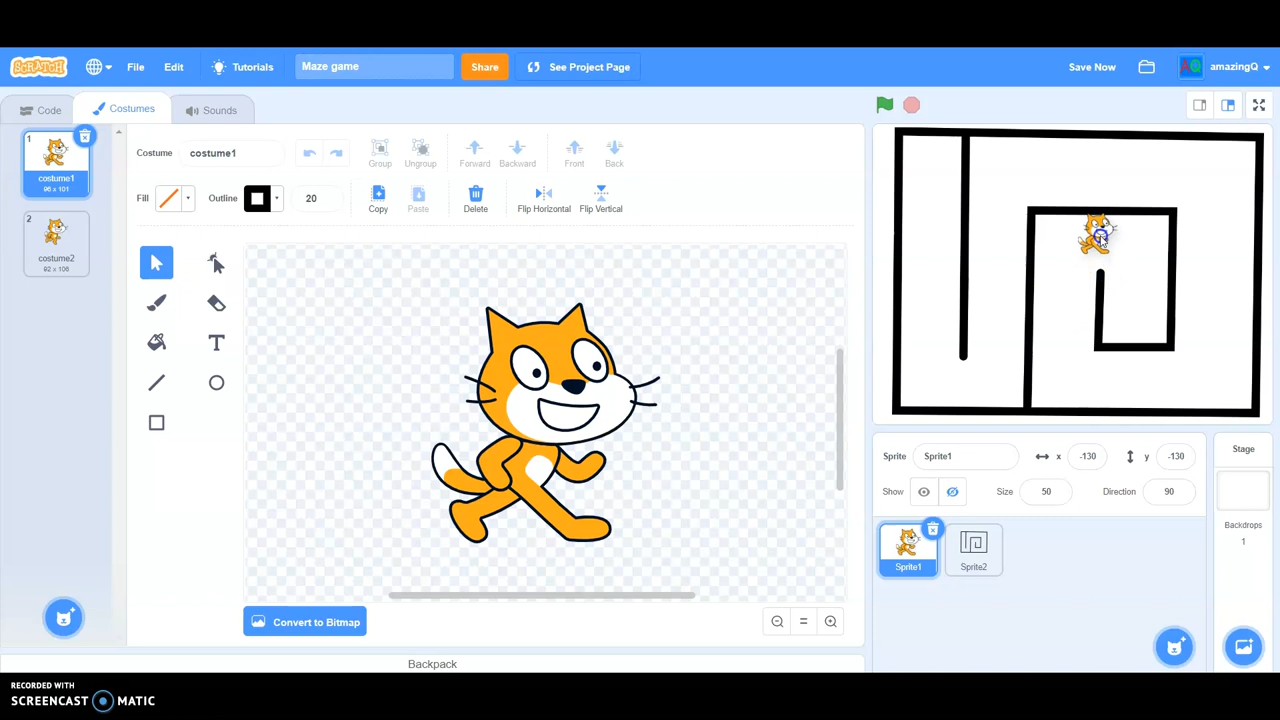 SCRATCH File Edit Tutorials Maze game Share See Project Page Save Now amazingQ
Code Costumes Sounds
1
costume1
96 x 101
2
costume2
92 x 106
Costume costume1 Group Ungroup Forward Backward Front Back
Fill Outline 20 Copy Paste Delete Flip Horizontal Flip Vertical
T
Convert to Bitmap
Backpack
Sprite Sprite1 x -130 y -130
Show Size 50 Direction 90
Sprite1 Sprite2
Stage
Backdrops
1
RECORDED WITH
SCREENCAST MATIC